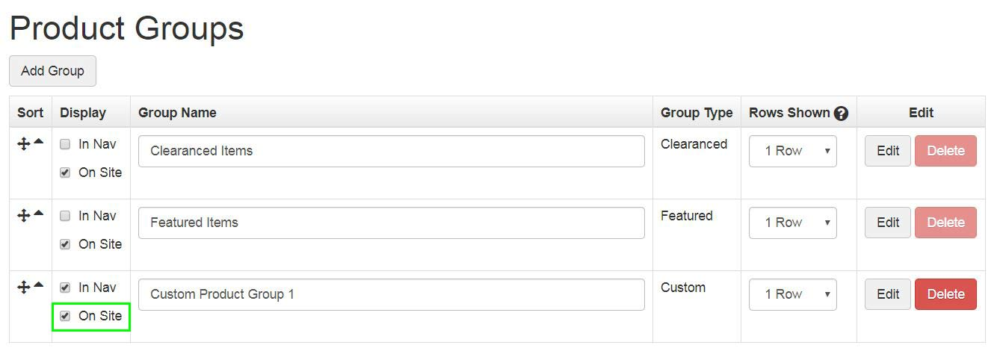 Product Groups
Add Group
Sort Display Group Name Group Type Rows Shown ? Edit
In Nav Clearanced Items Clearanced 1 Row Edit Delete
On Site
In Nav Featured Items Featured 1 Row Edit Delete
On Site
In Nav Custom Product Group 1 Custom 1 Row Edit Delete
On Site